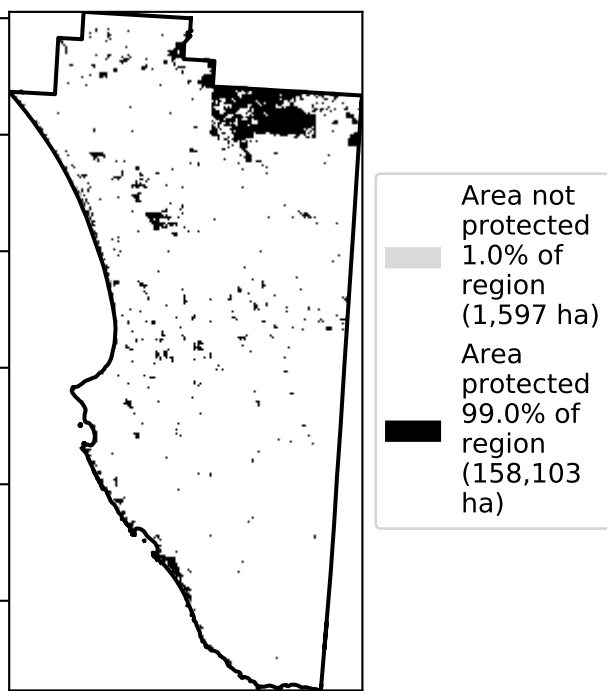 Area not
protected
1.0% of
region
(1,597 ha)
Area
protected
99.0% of
region
(158,103
ha)